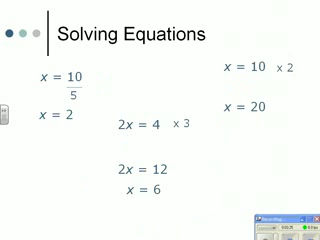 Solving Equations
x = 10
5
x = 2
2x = 4 x 3
2x = 12
x = 6
x = 10 x 2
x = 20